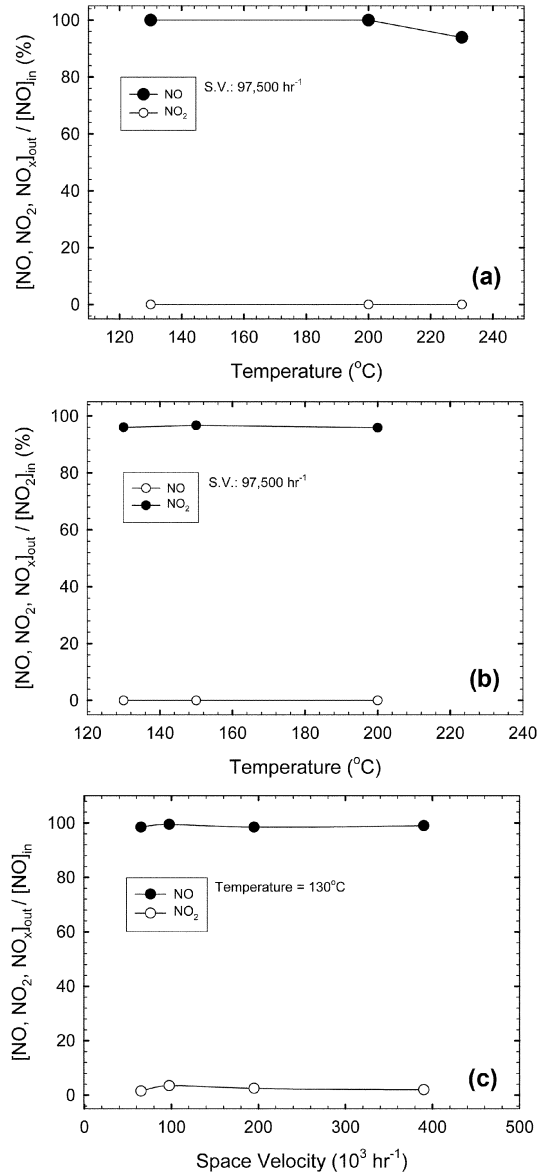 [NO, NO2, NOx]out / [NO]in (%)
100
80
60
40
20
0
NO
NO2
S.V.: 97,500 hr-1
(a)
120 140 160 180 200 220 240
Temperature (oC)
[NO, NO2, NOx]out / [NO2]in (%)
100
80
60
40
20
0
NO
NO2
S.V.: 97,500 hr-1
(b)
120 140 160 180 200 220 240
Temperature (oC)
[NO, NO2, NOx]out / [NO]in
100
80
60
40
20
0
NO
NO2
Temperature = 130oC
(c)
0 100 200 300 400 500
Space Velocity (103 hr-1)